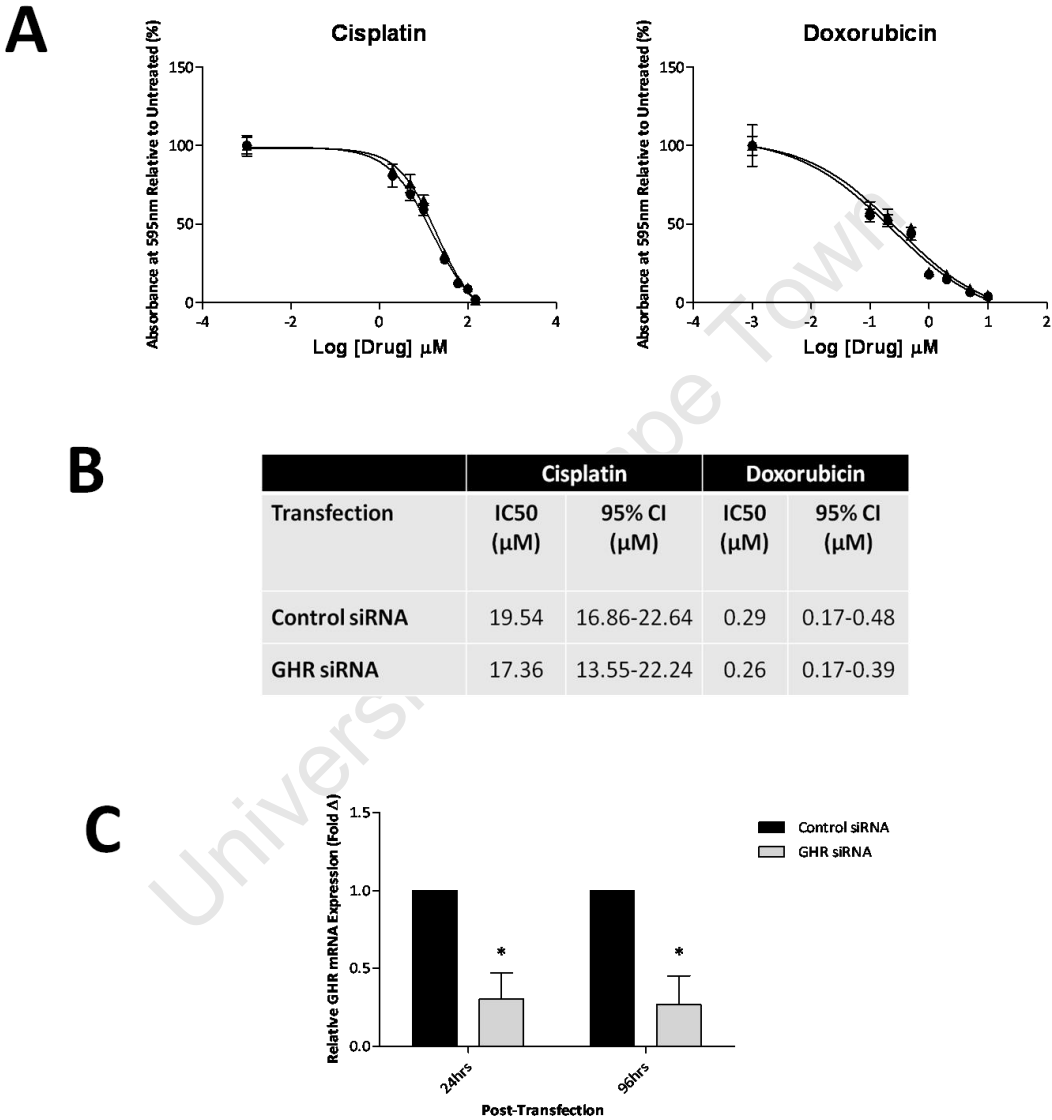 A
Cisplatin
Doxorubicin
Absorbance at 595nm Relative to Untreated (%)
150
100
50
0
-4
-2
0
2
4
Log [Drug] μM
Absorbance at 595nm Relative to Untreated (%)
150
100
50
0
-4
-3
-2
-1
0
1
2
Log [Drug] μM
B
Cisplatin Doxorubicin
Transfection IC50 (μM) 95% CI (μM) IC50 (μM) 95% CI (μM)
Control siRNA 19.54 16.86-22.64 0.29 0.17-0.48
GHR siRNA 17.36 13.55-22.24 0.26 0.17-0.39
C
Relative GHR mRNA Expression (Fold Δ)
1.5
1.0
0.5
0.0
*
*
24hrs
96hrs
Post-Transfection
Control siRNA
GHR siRNA
Universi
ape Town